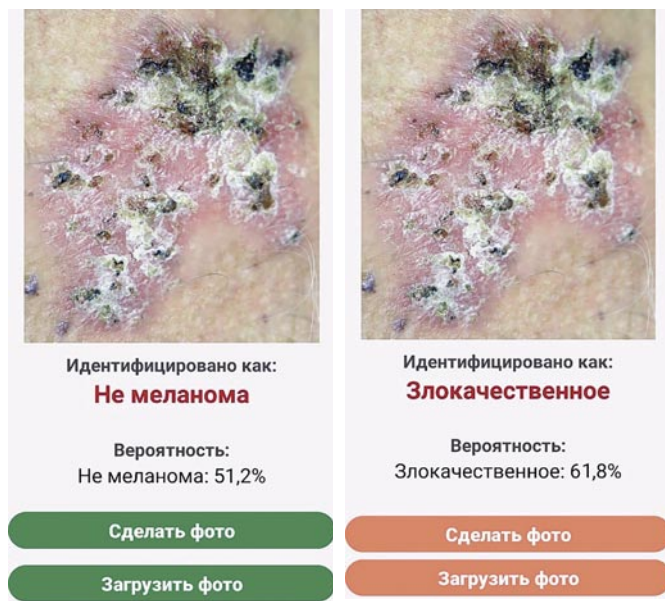 Идентифицировано как:
Не меланома
Вероятность:
Не меланома: 51,2%
Сделать фото
Загрузить фото
Идентифицировано как:
Злокачественное
Вероятность:
Злокачественное: 61,8%
Сделать фото
Загрузить фото